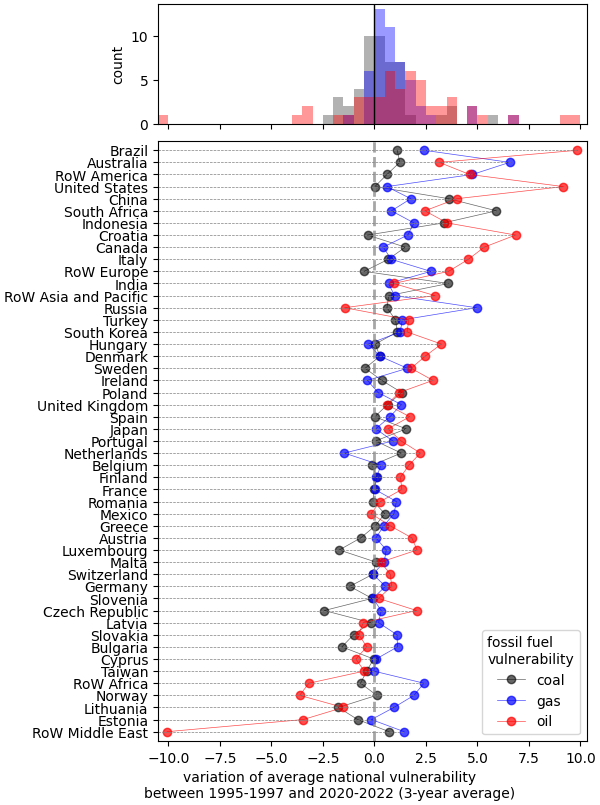 count
10
5
0
Brazil
Australia
RoW America
United States
China
South Africa
Indonesia
Croatia
Canada
Italy
RoW Europe
India
RoW Asia and Pacific
Russia
Turkey
South Korea
Hungary
Denmark
Sweden
Ireland
Poland
United Kingdom
Spain
Japan
Portugal
Netherlands
Belgium
Finland
France
Romania
Mexico
Greece
Austria
Luxembourg
Malta
Switzerland
Germany
Slovenia
Czech Republic
Latvia
Slovakia
Bulgaria
Cyprus
Taiwan
RoW Africa
Norway
Lithuania
Estonia
RoW Middle East
fossil fuel
vulnerability
coal
gas
oil
−10.0 −7.5 −5.0 −2.5 0.0 2.5 5.0 7.5 10.0
variation of average national vulnerability
between 1995-1997 and 2020-2022 (3-year average)